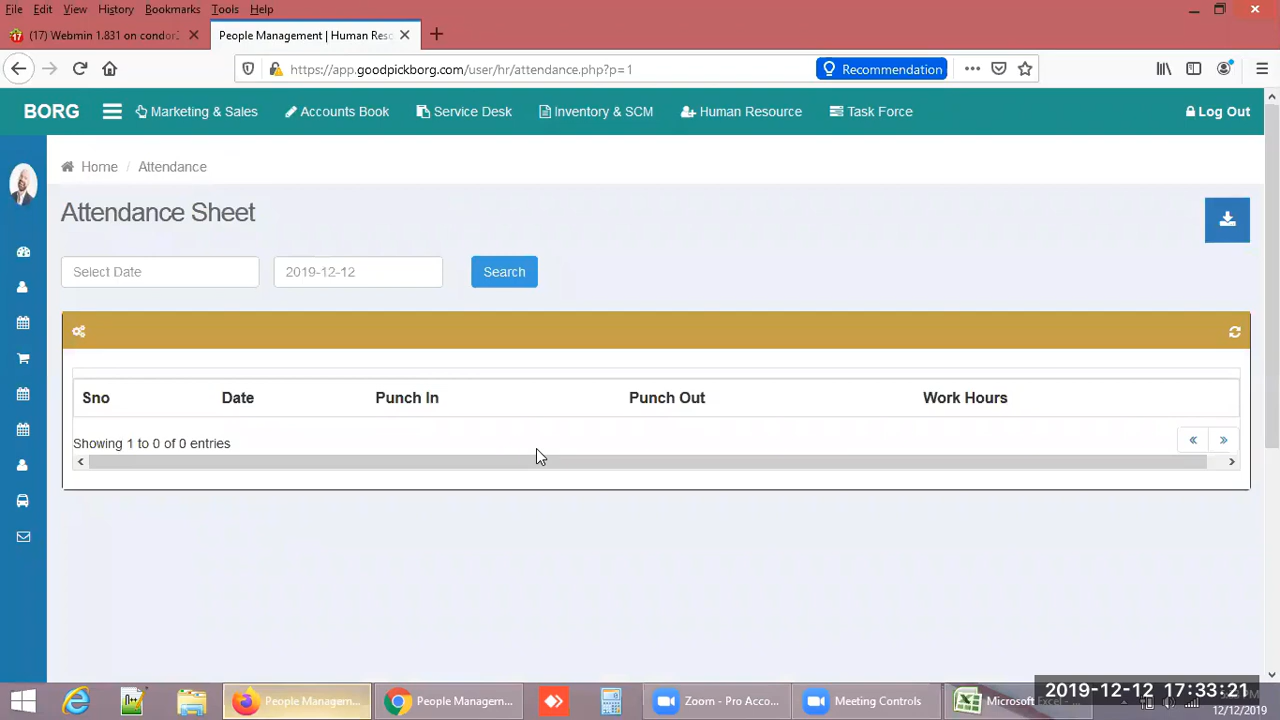 File Edit View History Bookmarks Tools Help
(17) Webmin 1.831 on condor2
People Management | Human Reso
https://app.goodpickborg.com/user/hr/attendance.php?p=1
Recommendation
BORG Marketing & Sales Accounts Book Service Desk Inventory & SCM Human Resource Task Force Log Out
Home / Attendance
Attendance Sheet
Select Date 2019-12-12 Search
Sno Date Punch In Punch Out Work Hours
Showing 1 to 0 of 0 entries « »
People Managem... People Managem... Zoom - Pro Acco... Meeting Controls Microsoft Excel - ...
2019-12-12 17:33:21
12/12/2019